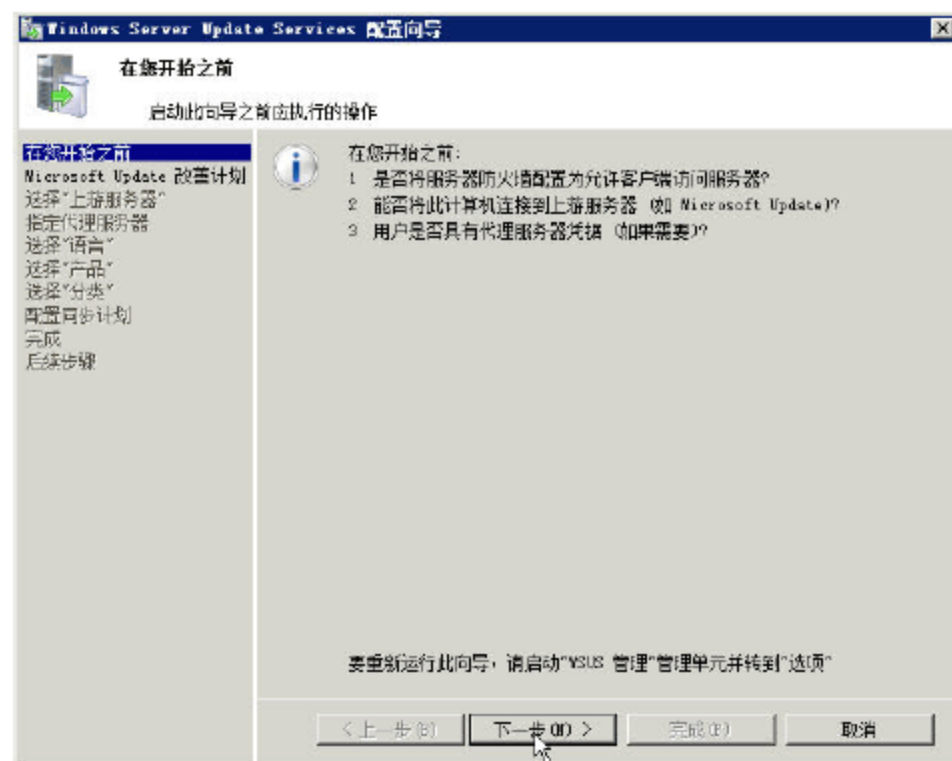 Windows Server Update Services 配置向导
在您开始之前
启动此向导之前应执行的操作
在您开始之前
Microsoft Update 改善计划
选择“上游服务器”
指定代理服务器
选择“语言”
选择“产品”
选择“分类”
配置同步计划
完成
后续步骤
在您开始之前:
1 是否将服务器防火墙配置为允许客户端访问服务器?
2 能否将此计算机连接到上游服务器 (如 Microsoft Update)?
3 用户是否具有代理服务器凭据 (如果需要)?
要重新运行此向导，请启动“WSUS 管理”管理单元并转到“选项”
< 上一步(B)
下一步(N) >
完成(F)
取消